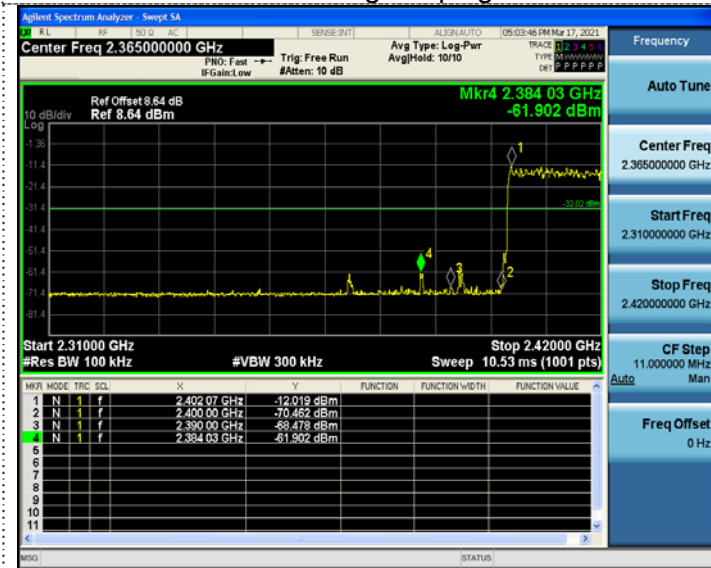 Agilent Spectrum Analyzer - Swept SA
RL RF 50 Ω AC SENSE:INT ALIGNAUTO 05:03:46 PM Mar 17, 2021
Center Freq 2.365000000 GHz
PNO: Fast
IFGain:Low
Trig: Free Run
#Atten: 10 dB
Avg Type: Log-Pwr
Avg|Hold: 10/10
TRACE 1 2 3 4 5 6
TYPE M WWWWW
DET P P P P P P
Mkr4 2.384 03 GHz
-61.902 dBm
Ref Offset 8.64 dB
10 dB/div Ref 8.64 dBm
Log
-1.36
-11.4
-21.4
-31.4
-41.4
-51.4
-61.4
-71.4
-81.4
1
-32.02 dBm
4
3
2
Start 2.31000 GHz Stop 2.42000 GHz
#Res BW 100 kHz #VBW 300 kHz Sweep 10.53 ms (1001 pts)
MKR MODE TRC SCL X Y FUNCTION FUNCTION WIDTH FUNCTION VALUE
1 N 1 f 2.402 07 GHz -12.019 dBm
2 N 1 f 2.400 00 GHz -70.462 dBm
3 N 1 f 2.390 00 GHz -68.478 dBm
4 N 1 f 2.384 03 GHz -61.902 dBm
5
6
7
8
9
10
11
MSG STATUS
Frequency
Auto Tune
Center Freq
2.365000000 GHz
Start Freq
2.310000000 GHz
Stop Freq
2.420000000 GHz
CF Step
11.000000 MHz
Auto Man
Freq Offset
0 Hz